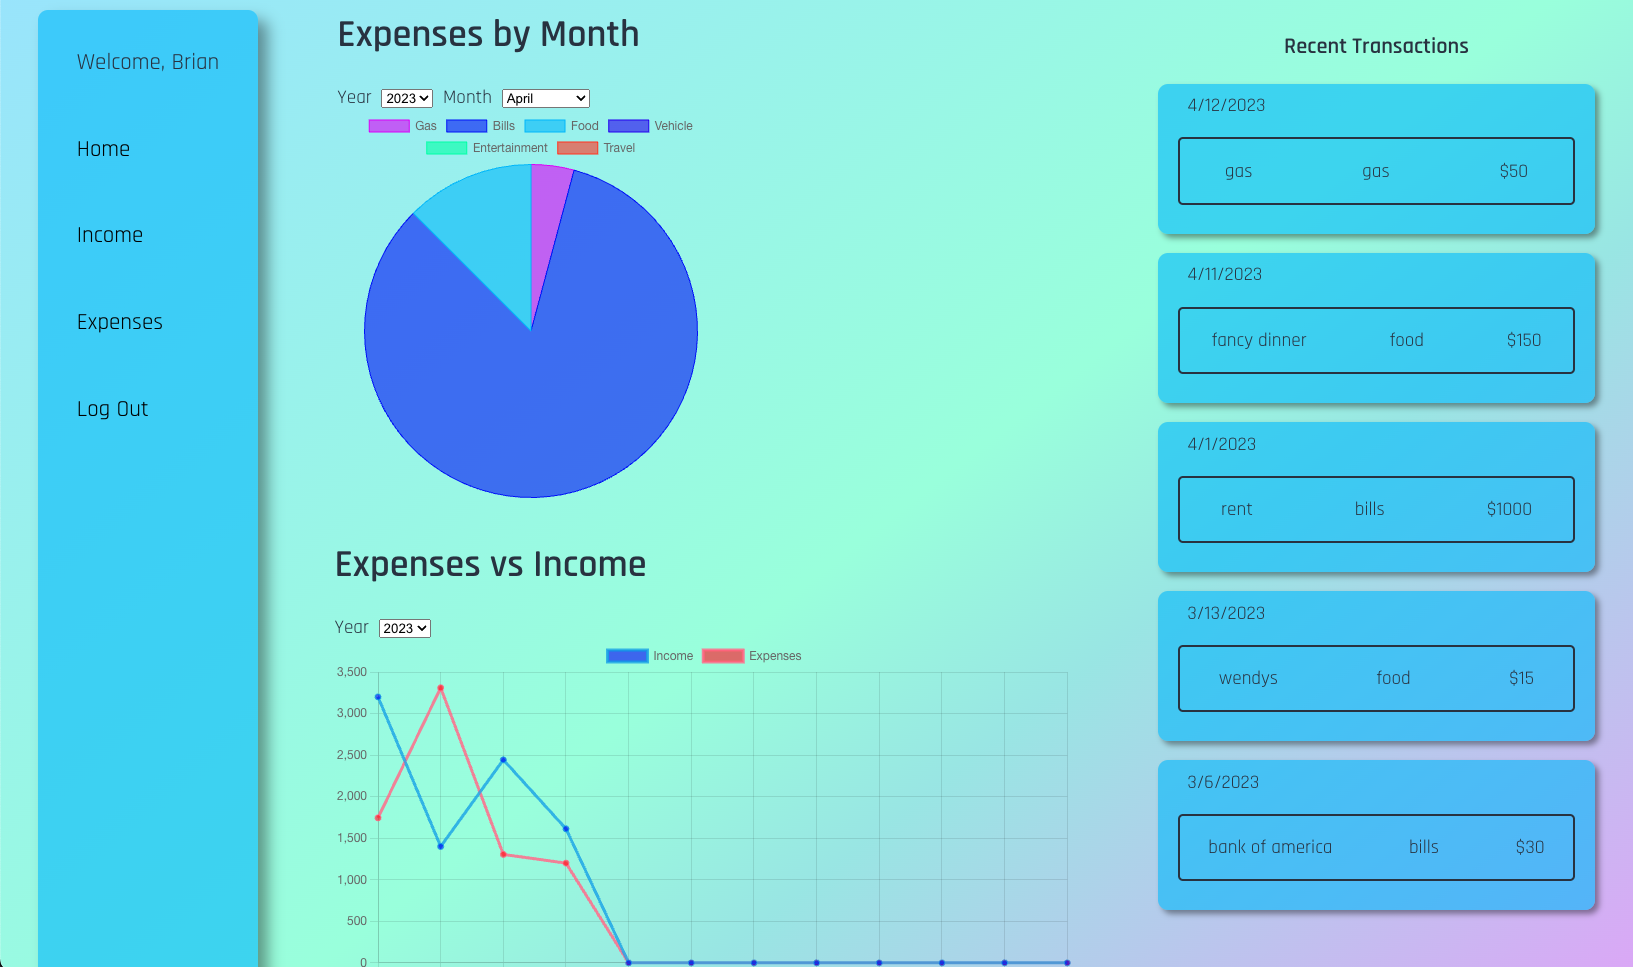 Welcome, Brian
Home
Income
Expenses
Log Out
Expenses by Month
Year 2023 Month April
Gas Bills Food Vehicle
Entertainment Travel
Expenses vs Income
Year 2023
Income Expenses
3,500
3,000
2,500
2,000
1,500
1,000
500
0
Recent Transactions
4/12/2023
gas gas $50
4/11/2023
fancy dinner food $150
4/1/2023
rent bills $1000
3/13/2023
wendys food $15
3/6/2023
bank of america bills $30